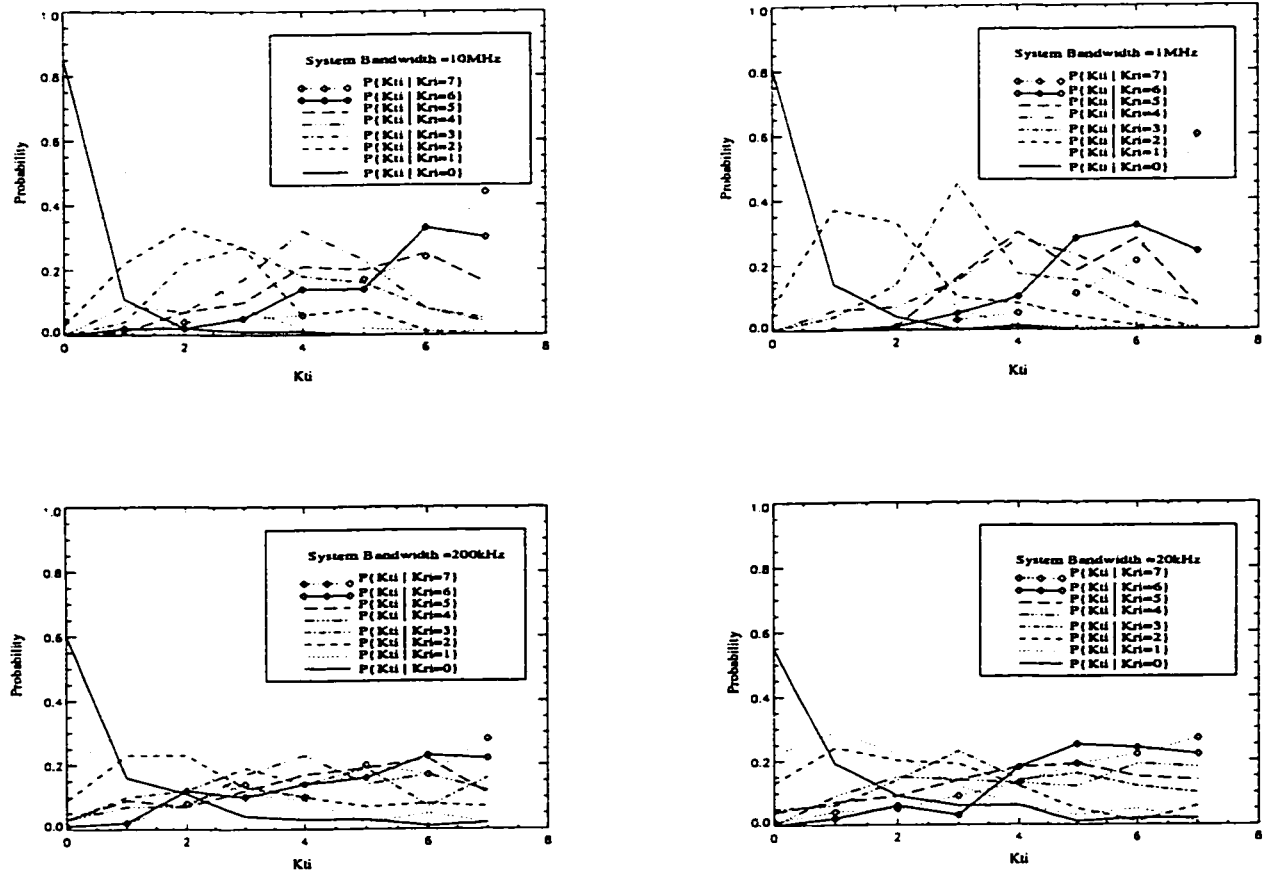 1.0
0.8
0.6
0.4
0.2
0.0
Probability
0
2
4
6
8
Kti
System Bandwidth =10MHz
P{Kti | Kri=7}
P{Kti | Kri=6}
P{Kti | Kri=5}
P{Kti | Kri=4}
P{Kti | Kri=3}
P{Kti | Kri=2}
P{Kti | Kri=1}
P{Kti | Kri=0}
1.0
0.8
0.6
0.4
0.2
0.0
Probability
0
2
4
6
8
Kti
System Bandwidth =1MHz
P{Kti | Kri=7}
P{Kti | Kri=6}
P{Kti | Kri=5}
P{Kti | Kri=4}
P{Kti | Kri=3}
P{Kti | Kri=2}
P{Kti | Kri=1}
P{Kti | Kri=0}
1.0
0.8
0.6
0.4
0.2
0.0
Probability
0
2
4
6
8
Kti
System Bandwidth =200kHz
P{Kti | Kri=7}
P{Kti | Kri=6}
P{Kti | Kri=5}
P{Kti | Kri=4}
P{Kti | Kri=3}
P{Kti | Kri=2}
P{Kti | Kri=1}
P{Kti | Kri=0}
1.0
0.8
0.6
0.4
0.2
0.0
Probability
0
2
4
6
8
Kti
System Bandwidth =20kHz
P{Kti | Kri=7}
P{Kti | Kri=6}
P{Kti | Kri=5}
P{Kti | Kri=4}
P{Kti | Kri=3}
P{Kti | Kri=2}
P{Kti | Kri=1}
P{Kti | Kri=0}